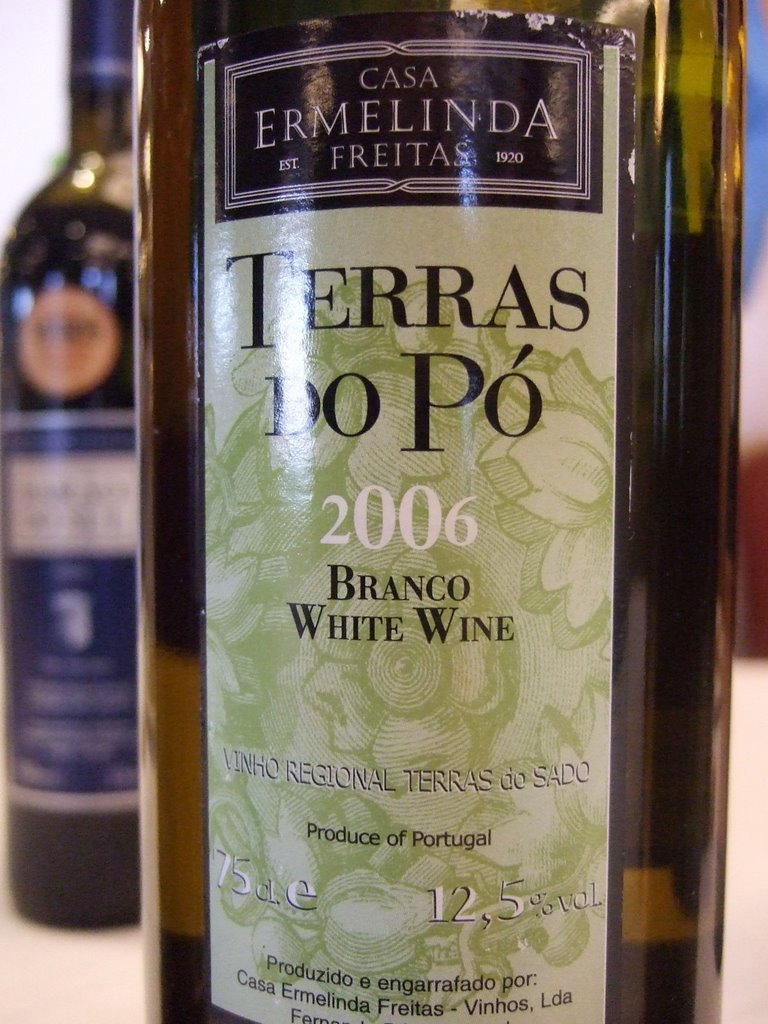 CASA
ERMELINDA
EST. FREITAS 1920
TERRAS
DO PÓ
2006
BRANCO
WHITE WINE
VINHO REGIONAL TERRAS do SADO
Produce of Portugal
75 cl. e 12,5% vol.
Produzido e engarrafado por:
Casa Ermelinda Freitas - Vinhos, Lda